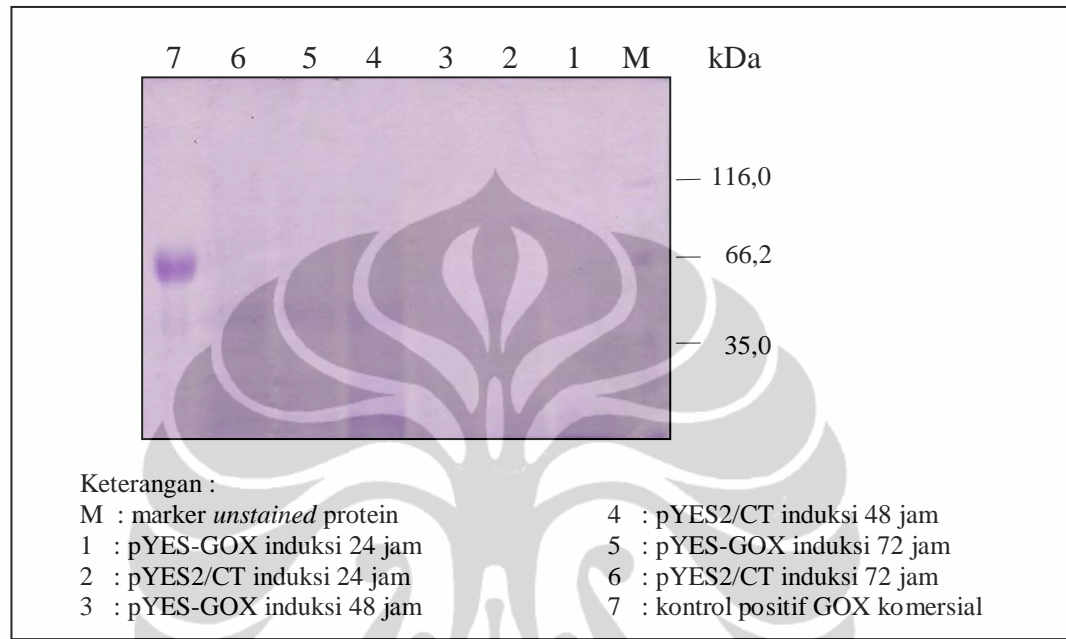 7 6 5 4 3 2 1 M kDa
116,0
66,2
35,0
Keterangan :
M : marker unstained protein
1 : pYES-GOX induksi 24 jam
2 : pYES2/CT induksi 24 jam
3 : pYES-GOX induksi 48 jam
4 : pYES2/CT induksi 48 jam
5 : pYES-GOX induksi 72 jam
6 : pYES2/CT induksi 72 jam
7 : kontrol positif GOX komersial